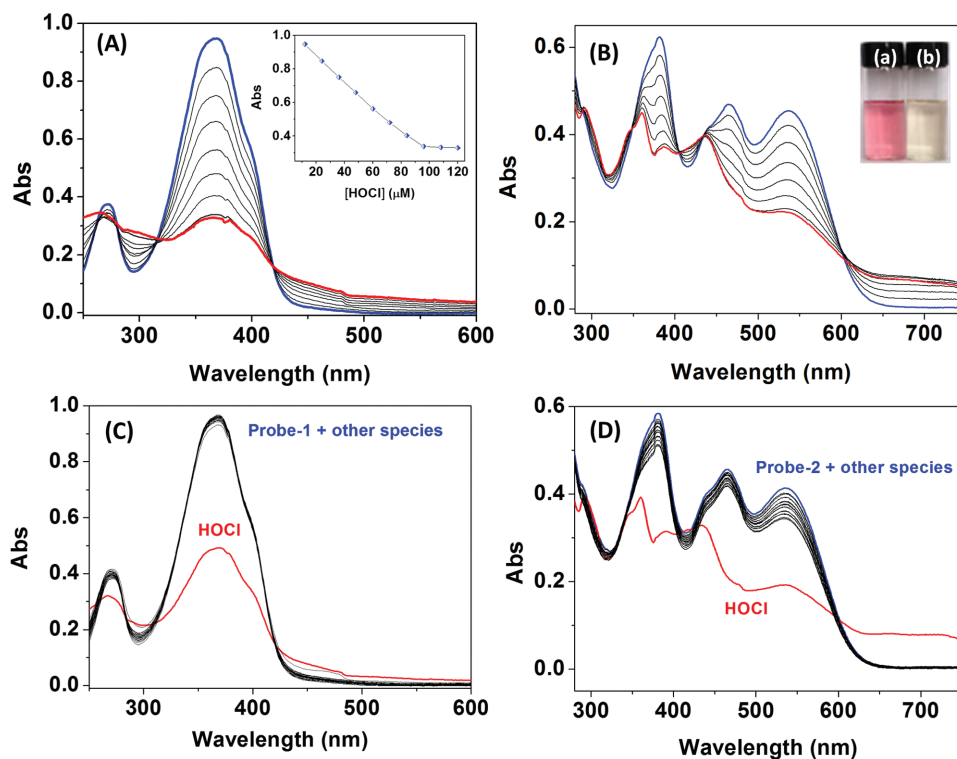 (A)
1.0
0.8
0.6
0.4
0.2
0.0
Abs
300 400 500 600
Wavelength (nm)
1.0
0.8
0.6
0.4
Abs
20 40 60 80 100 120
[HOCl] (μM)
(B)
0.6
0.4
0.2
0.0
Abs
300 400 500 600 700
Wavelength (nm)
(a) (b)
(C)
Probe-1 + other species
HOCl
1.0
0.8
0.6
0.4
0.2
0.0
Abs
300 400 500 600
Wavelength (nm)
(D)
Probe-2 + other species
HOCl
0.6
0.4
0.2
0.0
Abs
300 400 500 600 700
Wavelength (nm)